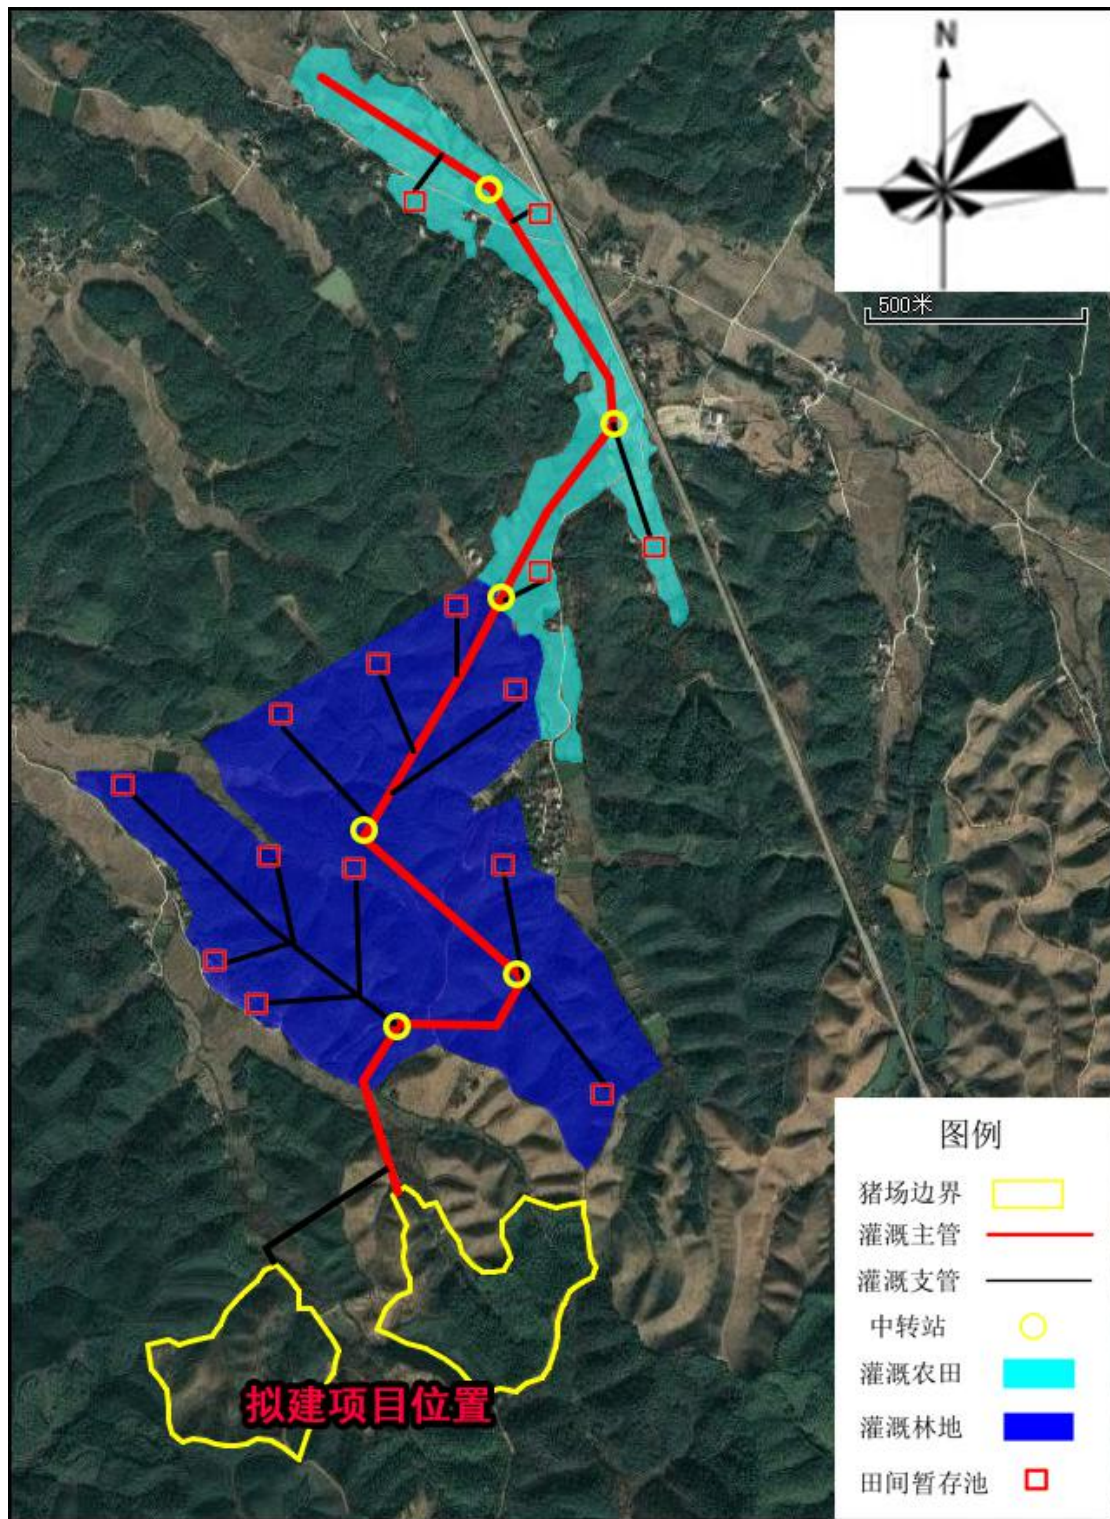 N
500米
图例
猪场边界
灌溉主管
灌溉支管
中转站
灌溉农田
灌溉林地
田间暂存池
拟建项目位置